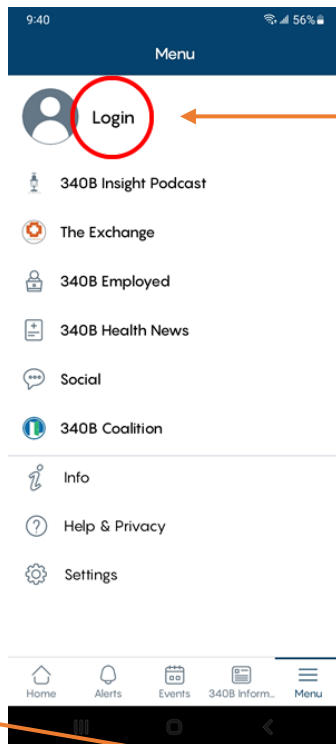 9:40 56%
Menu
Login
340B Insight Podcast
The Exchange
340B Employed
340B Health News
Social
340B Coalition
Info
Help & Privacy
Settings
Home Alerts Events 340B Inform... Menu